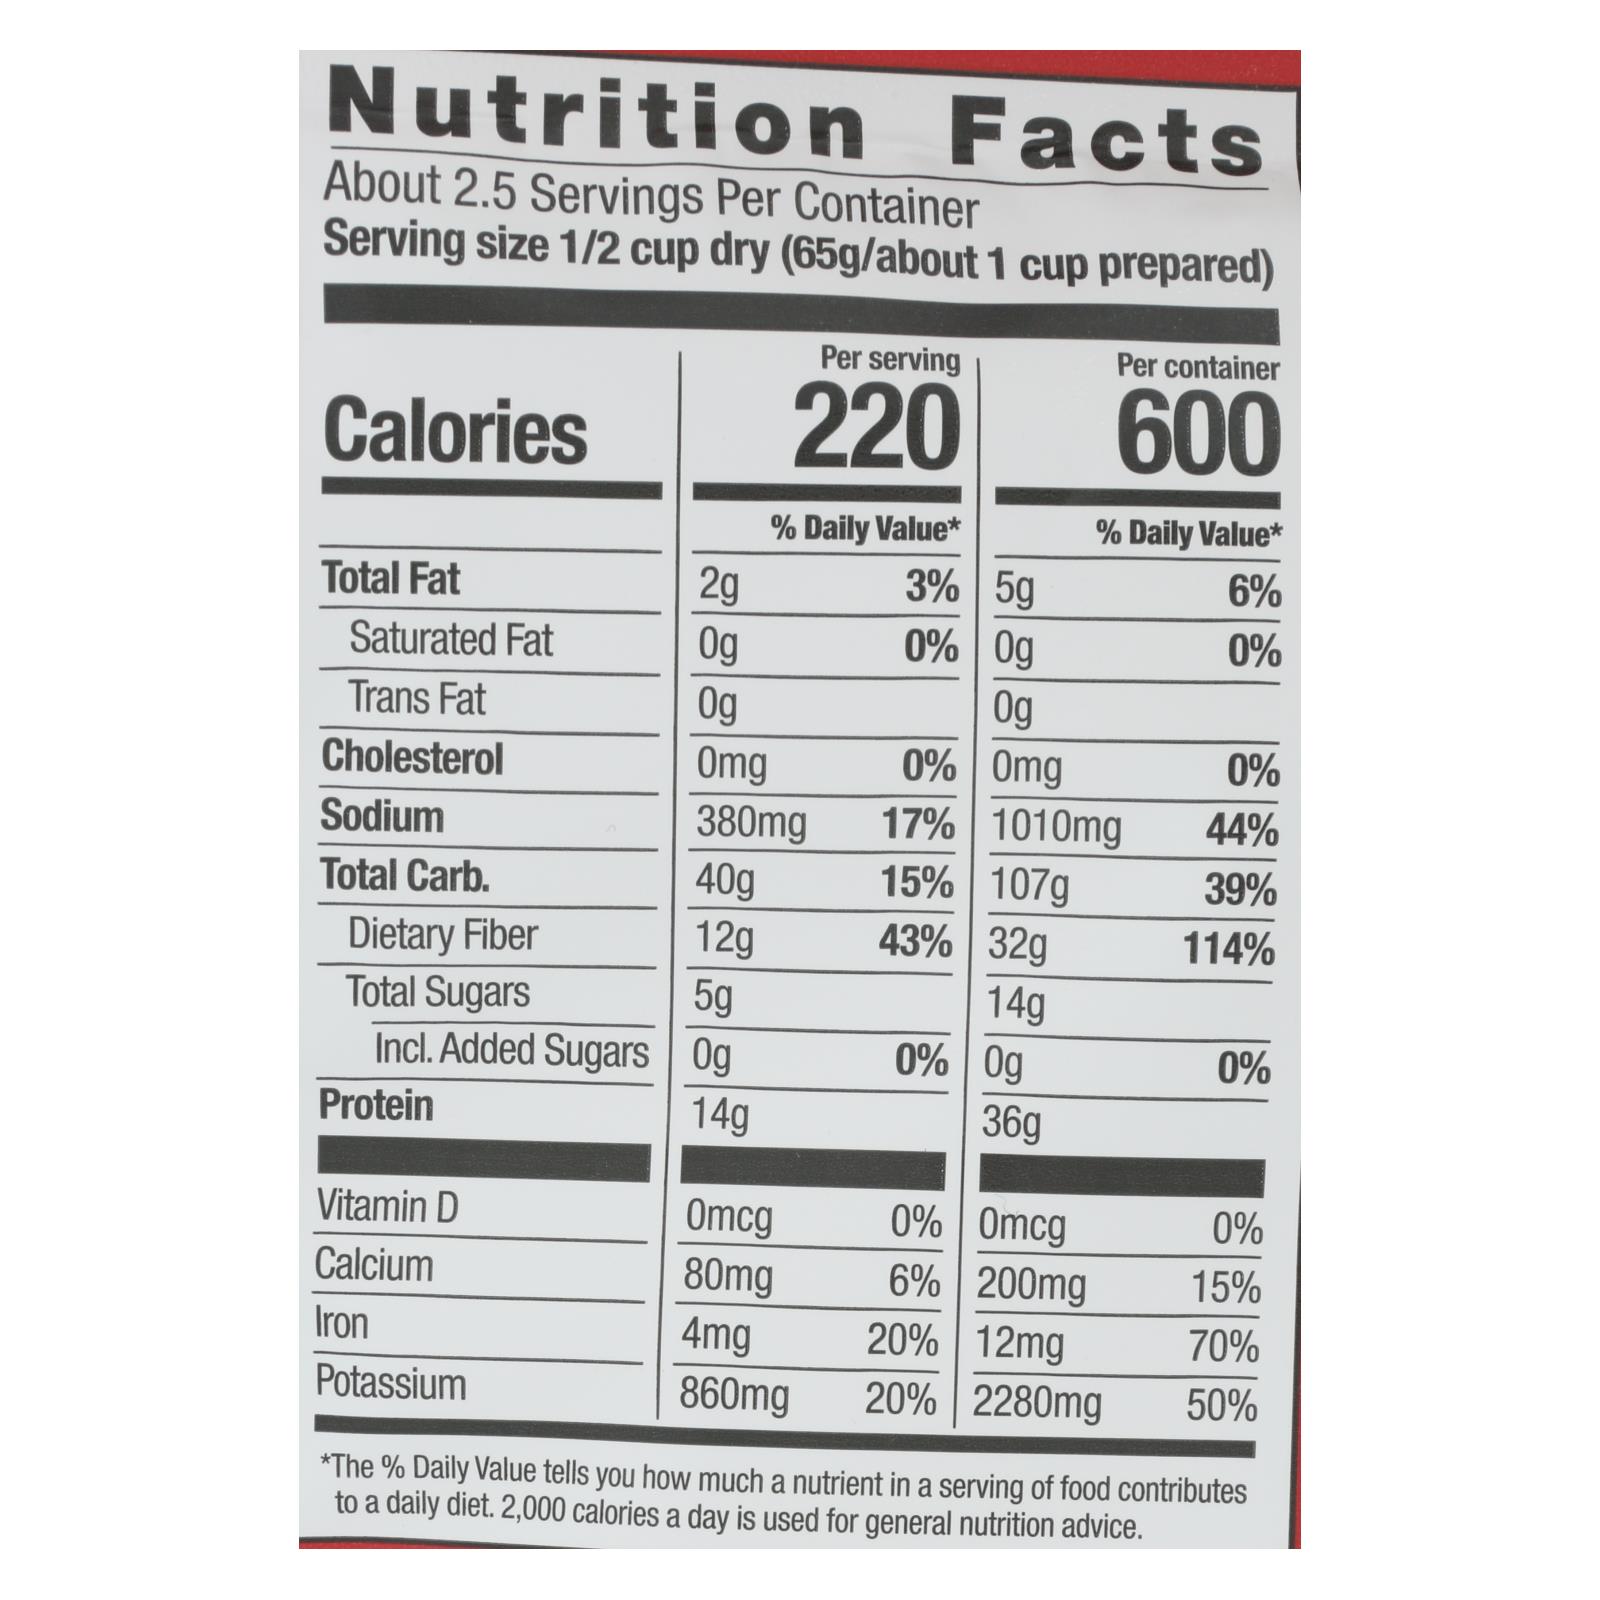 Nutrition Facts
About 2.5 Servings Per Container
Serving size 1/2 cup dry (65g/about 1 cup prepared)
Per serving Per container
Calories 220 600
% Daily Value* % Daily Value*
Total Fat 2g 3% 5g 6%
Saturated Fat 0g 0% 0g 0%
Trans Fat 0g 0g
Cholesterol 0mg 0% 0mg 0%
Sodium 380mg 17% 1010mg 44%
Total Carb. 40g 15% 107g 39%
Dietary Fiber 12g 43% 32g 114%
Total Sugars 5g 14g
Incl. Added Sugars 0g 0% 0g 0%
Protein 14g 36g
Vitamin D 0mcg 0% 0mcg 0%
Calcium 80mg 6% 200mg 15%
Iron 4mg 20% 12mg 70%
Potassium 860mg 20% 2280mg 50%
*The % Daily Value tells you how much a nutrient in a serving of food contributes
to a daily diet. 2,000 calories a day is used for general nutrition advice.